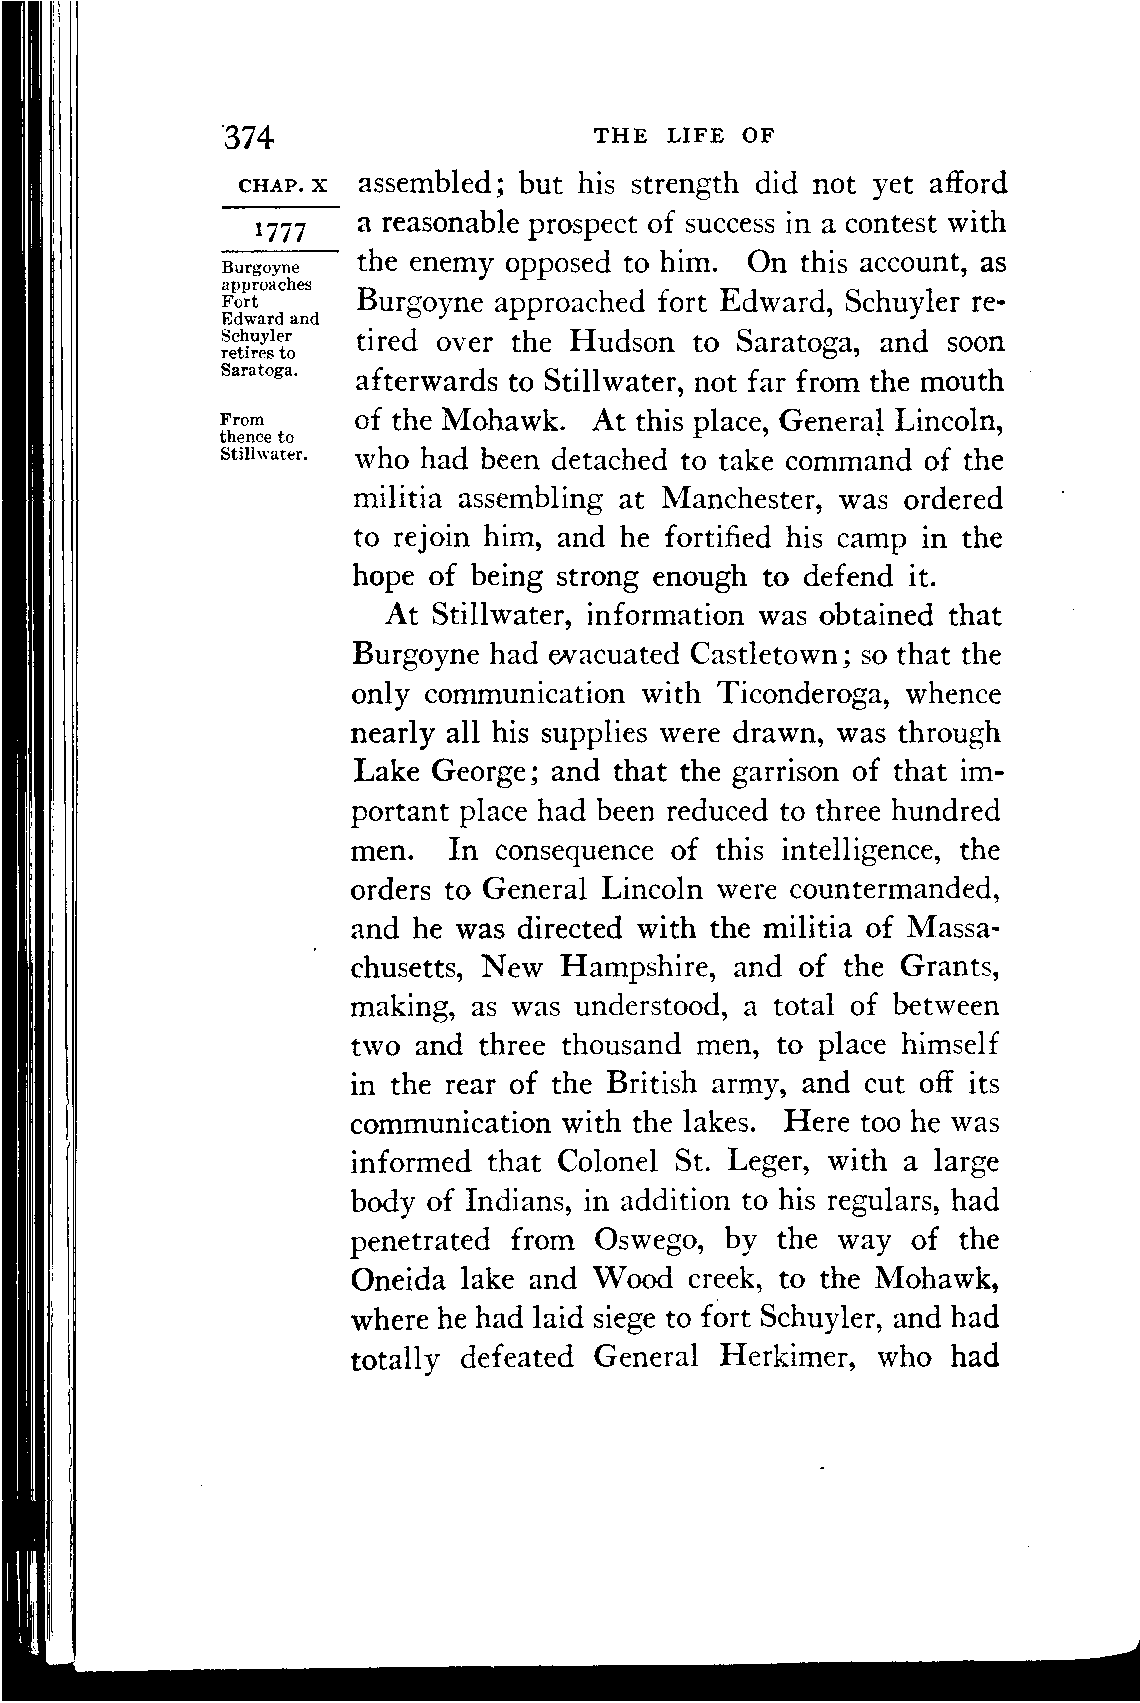 374 THE LIFE OF
CHAP. X
1777
Burgoyne
approaches
Fort
Edward and
Schuyler
retires to
Saratoga.
From
thence to
Stillwater.
assembled; but his strength did not yet afford
a reasonable prospect of success in a contest with
the enemy opposed to him. On this account, as
Burgoyne approached fort Edward, Schuyler re-
tired over the Hudson to Saratoga, and soon
afterwards to Stillwater, not far from the mouth
of the Mohawk. At this place, General Lincoln,
who had been detached to take command of the
militia assembling at Manchester, was ordered
to rejoin him, and he fortified his camp in the
hope of being strong enough to defend it.
At Stillwater, information was obtained that
Burgoyne had evacuated Castletown; so that the
only communication with Ticonderoga, whence
nearly all his supplies were drawn, was through
Lake George; and that the garrison of that im-
portant place had been reduced to three hundred
men. In consequence of this intelligence, the
orders to General Lincoln were countermanded,
and he was directed with the militia of Massa-
chusetts, New Hampshire, and of the Grants,
making, as was understood, a total of between
two and three thousand men, to place himself
in the rear of the British army, and cut off its
communication with the lakes. Here too he was
informed that Colonel St. Leger, with a large
body of Indians, in addition to his regulars, had
penetrated from Oswego, by the way of the
Oneida lake and Wood creek, to the Mohawk,
where he had laid siege to fort Schuyler, and had
totally defeated General Herkimer, who had